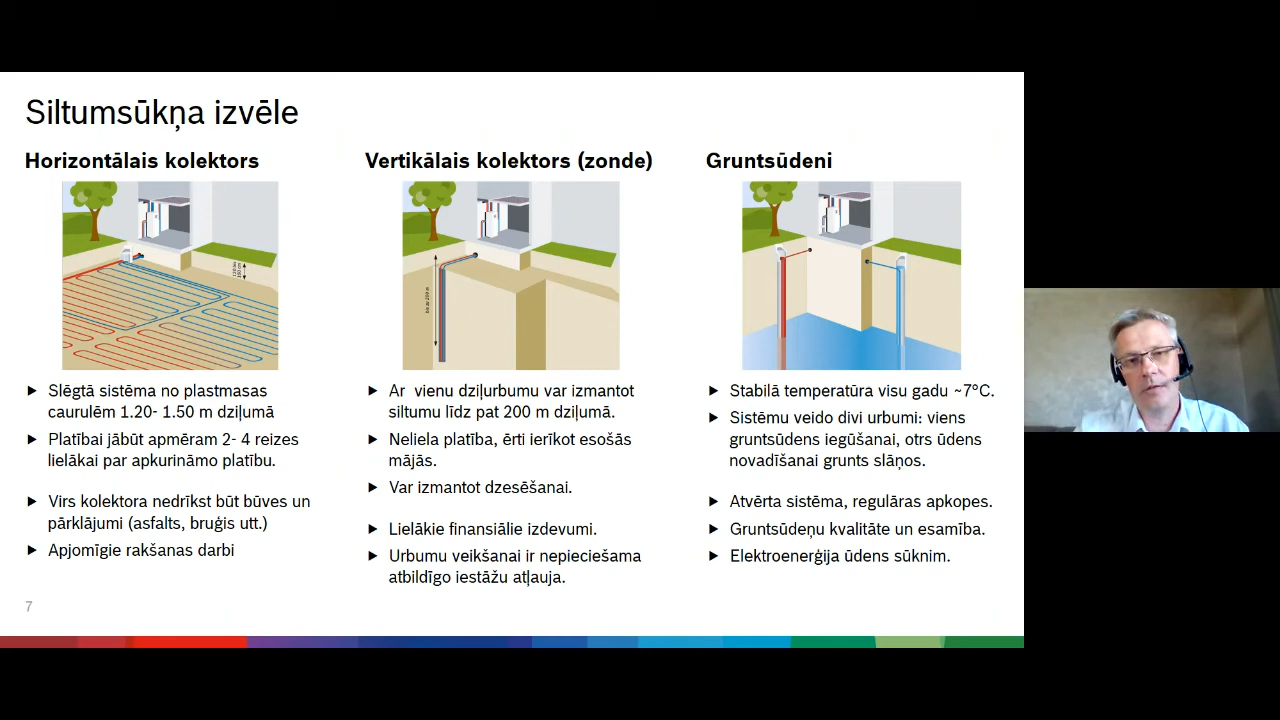 Siltumsūkņa izvēle
Horizontālais kolektors
Slēgtā sistēma no plastmasas
caurulēm 1.20- 1.50 m dziļumā
Platībai jābūt apmēram 2- 4 reizes
lielākai par apkurināmo platību.
Virs kolektora nedrīkst būt būves un
pārklājumi (asfalts, bruģis utt.)
Apjomīgie rakšanas darbi
Vertikālais kolektors (zonde)
Ar vienu dziļurbumu var izmantot
siltumu līdz pat 200 m dziļumā.
Neliela platība, ērti ierīkot esošās
mājās.
Var izmantot dzesēšanai.
Lielākie finansiālie izdevumi.
Urbumu veikšanai ir nepieciešama
atbildīgo iestāžu atļauja.
Gruntsūdeni
Stabilā temperatūra visu gadu ~7°C.
Sistēmu veido divi urbumi: viens
gruntsūdens iegūšanai, otrs ūdens
novadīšanai grunts slāņos.
Atvērta sistēma, regulāras apkopes.
Gruntsūdeņu kvalitāte un esamība.
Elektroenerģija ūdens sūknim.
7